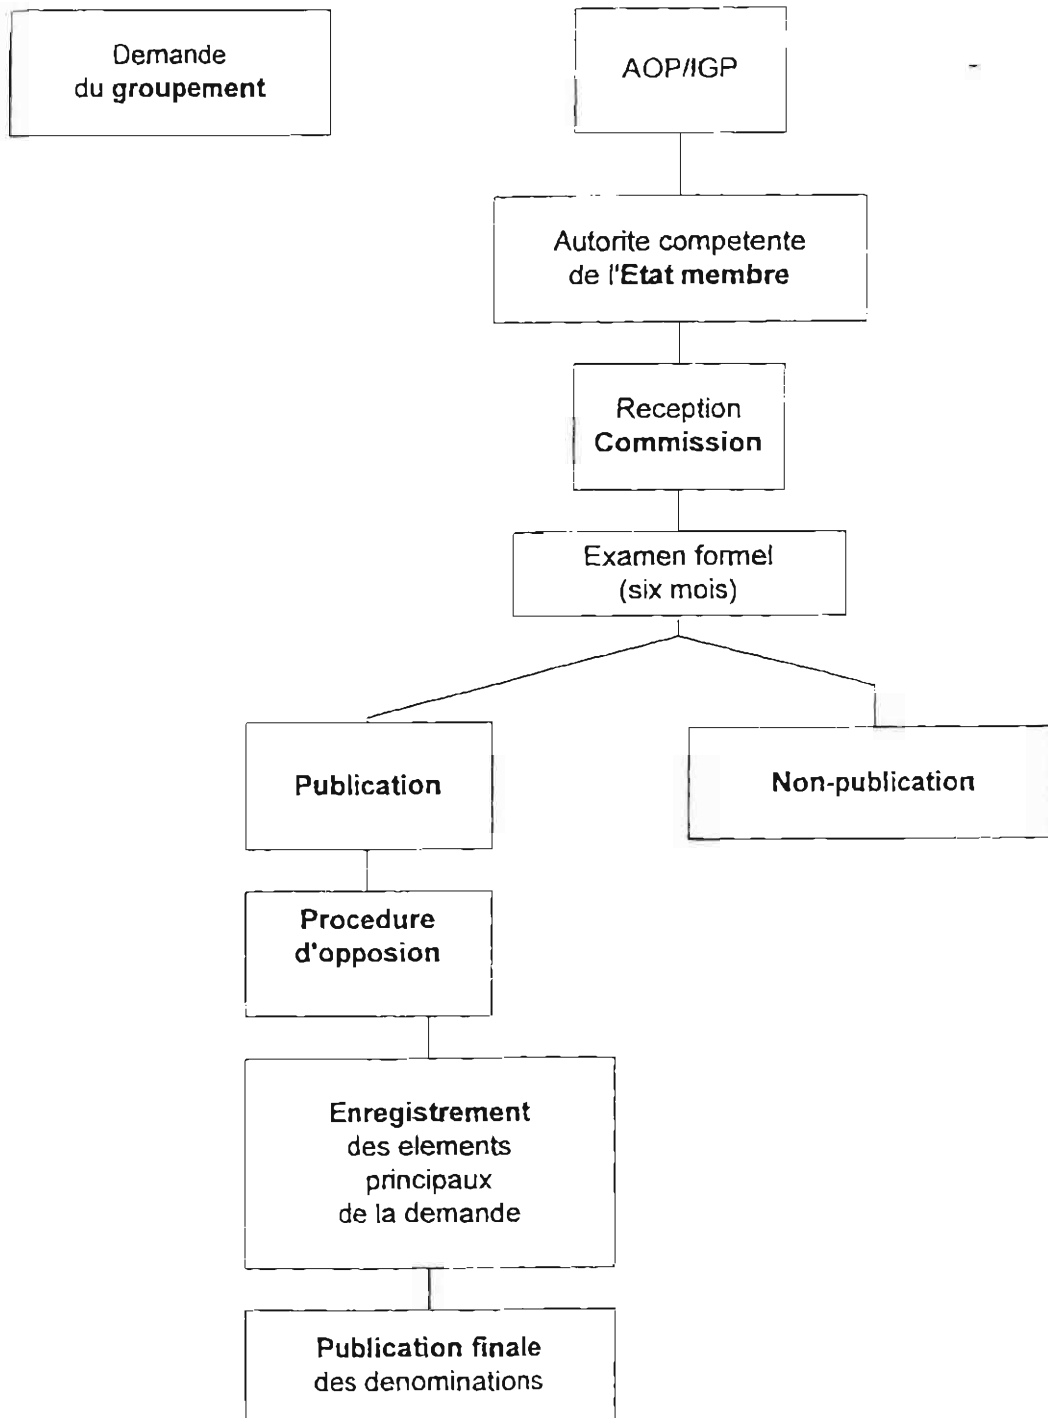 Demande
du groupement
AOP/IGP
Autorite competente
de l'Etat membre
Reception
Commission
Examen formel
(six mois)
Publication
Non-publication
Procedure
d'opposion
Enregistrement
des elements
principaux
de la demande
Publication finale
des denominations